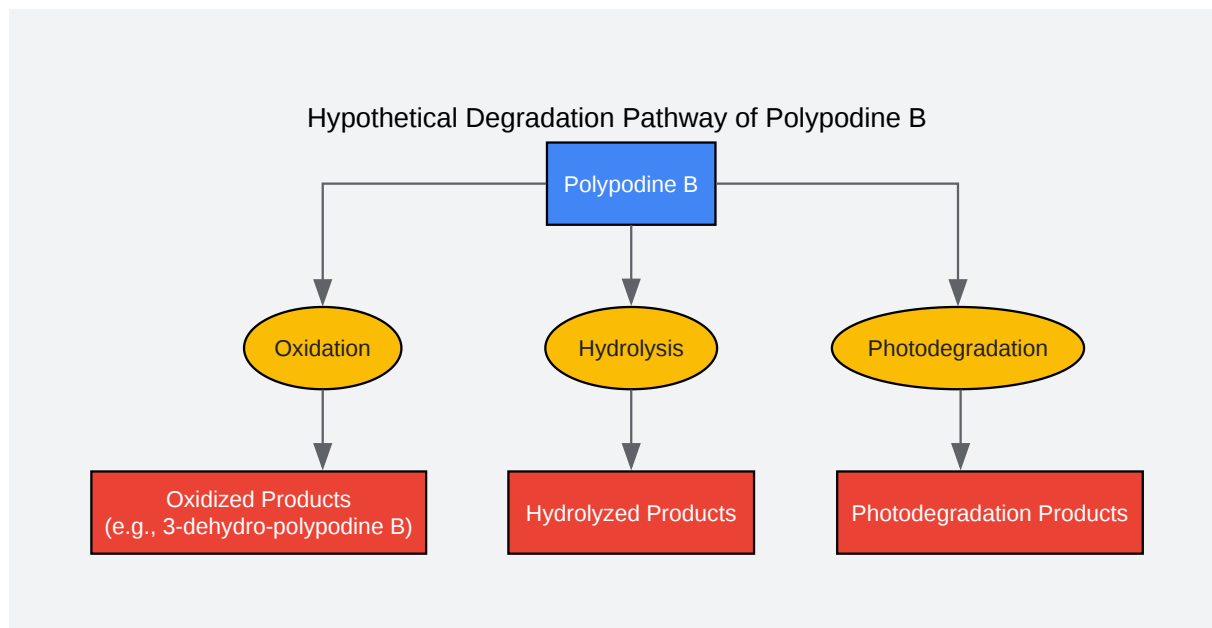 Hypothetical Degradation Pathway of Polypodine B
Polypodine B
Oxidation
Hydrolysis
Photodegradation
Oxidized Products
(e.g., 3-dehydro-polypodine B)
Hydrolyzed Products
Photodegradation Products